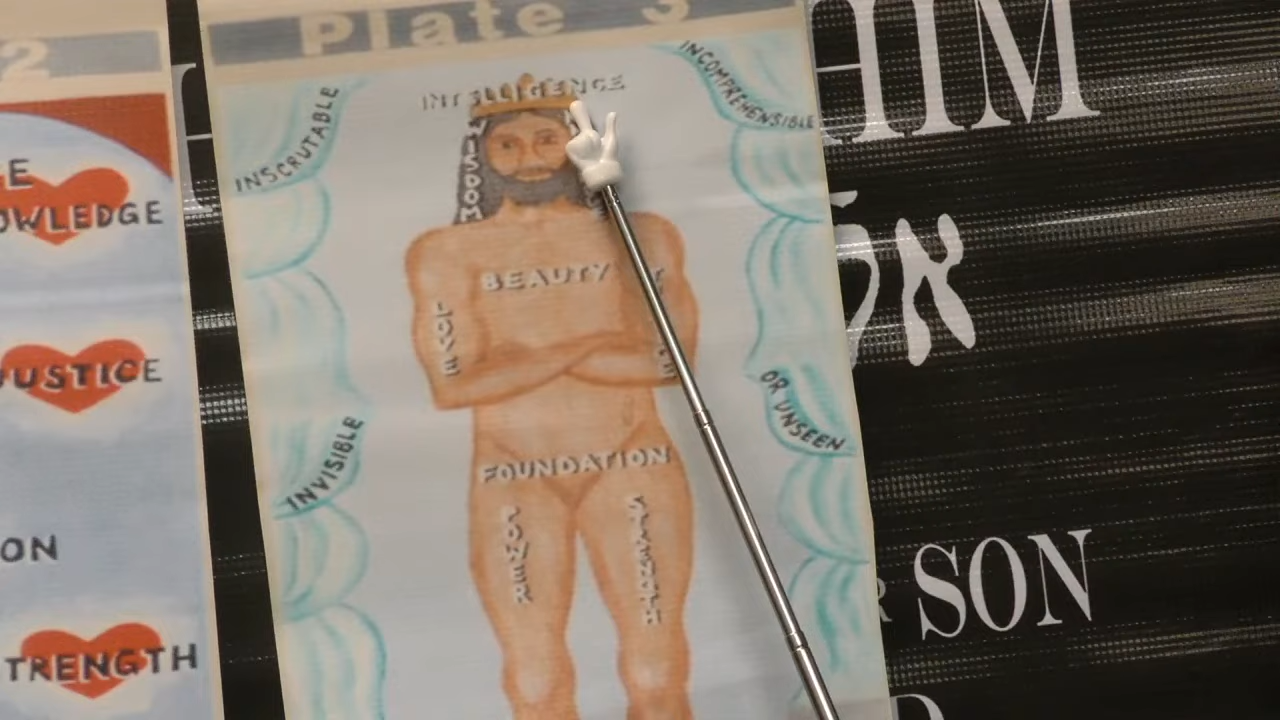 2
Plate 3
HIM
INSCRUTABLE
INTELLIGENCE
INCOMPREHENSIBLE
WISDOM
OWLEDGE
BEAUTY
LOVE
JUSTICE
INVISIBLE
OR UNSEEN
FOUNDATION
POWER
STRENGTH
ON
SON
TRENGTH